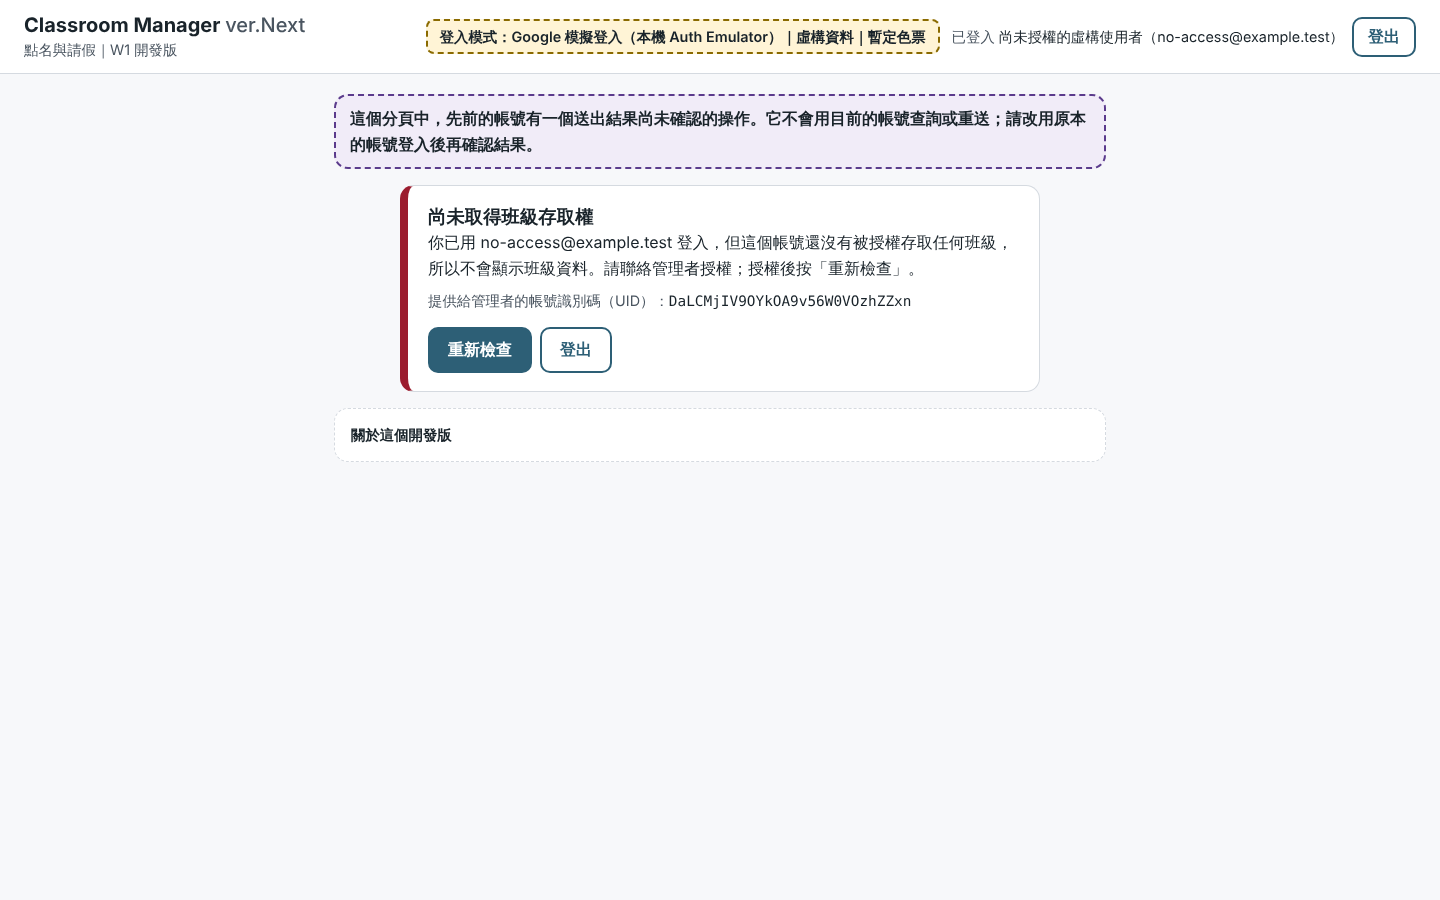 Classroom Manager ver.Next
點名與請假｜W1 開發版
登入模式：Google 模擬登入（本機 Auth Emulator）｜虛構資料｜暫定色票
已登入 尚未授權的虛構使用者（no-access@example.test）
登出
這個分頁中，先前的帳號有一個送出結果尚未確認的操作。它不會用目前的帳號查詢或重送；請改用原本
的帳號登入後再確認結果。
尚未取得班級存取權
你已用 no-access@example.test 登入，但這個帳號還沒有被授權存取任何班級，
所以不會顯示班級資料。請聯絡管理者授權；授權後按「重新檢查」。
提供給管理者的帳號識別碼（UID）：DaLCMjIV9OYkOA9v56W0VOzhZZxn
重新檢查
登出
關於這個開發版